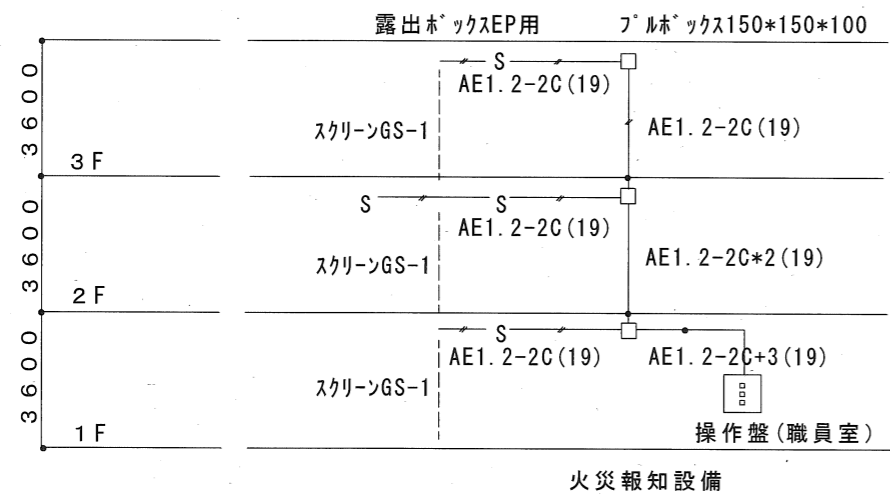 露出ボックスEP用 プルボックス150*150*100
3600
S
AE1.2-2C(19)
スクリーンGS-1
AE1.2-2C(19)
3F
3600
S S
AE1.2-2C(19)
スクリーンGS-1
AE1.2-2C*2(19)
2F
3600
S
AE1.2-2C(19) AE1.2-2C+3(19)
スクリーンGS-1
1F
操作盤(職員室)
火災報知設備